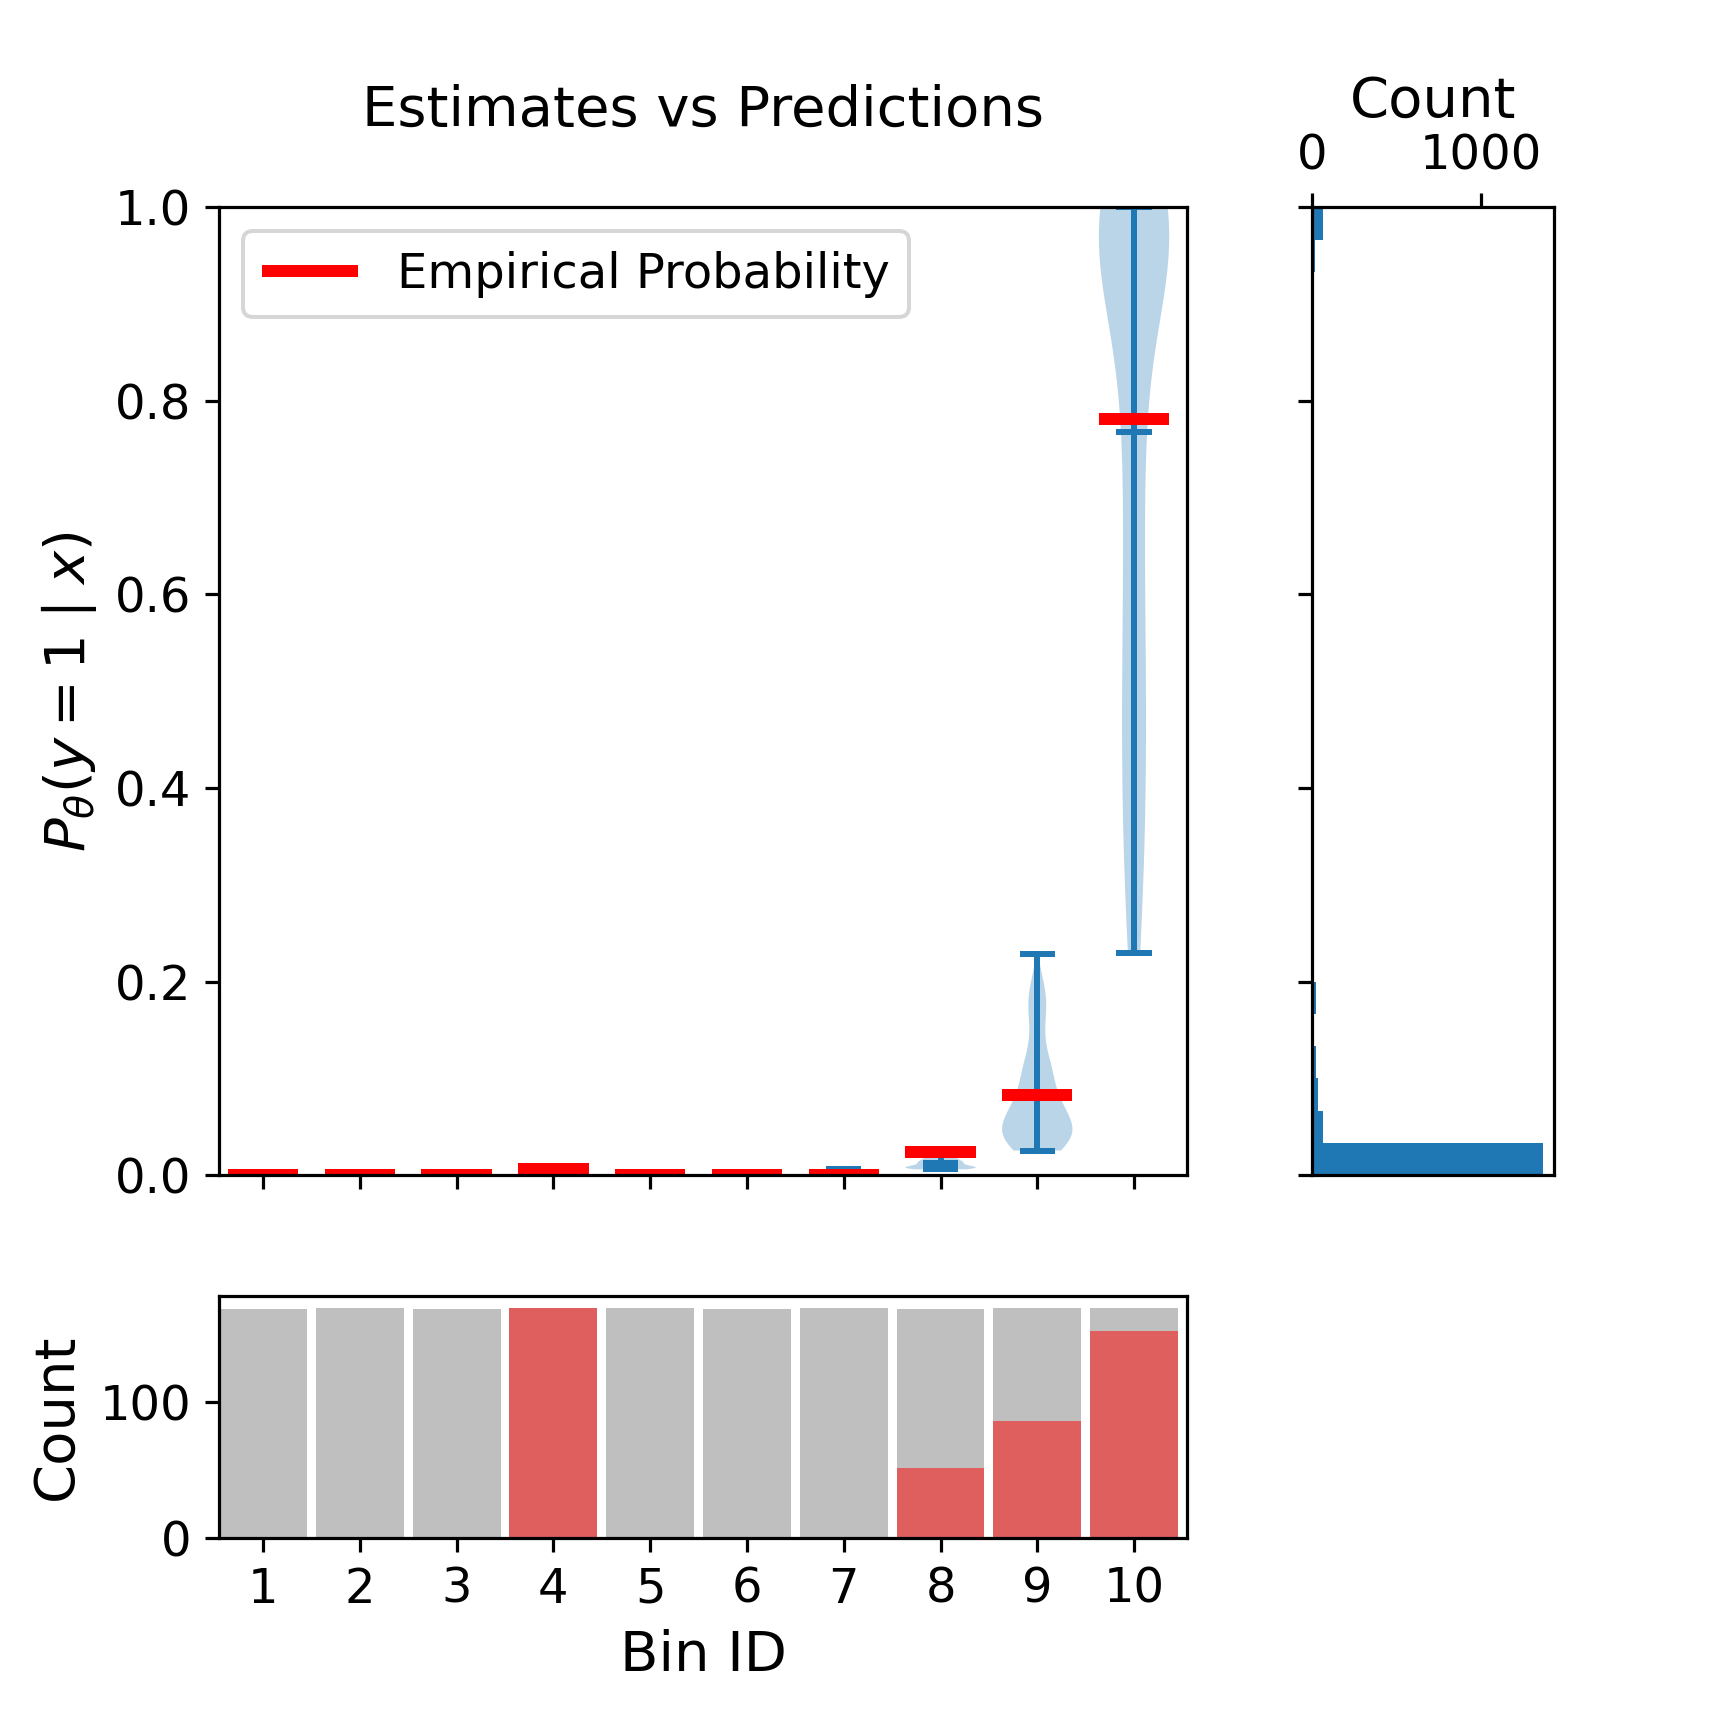 Estimates vs Predictions
Count
0 1000
1.0
Empirical Probability
0.8
0.6
0.4
0.2
0.0
P_θ(y = 1 | x)
100
0
Count
1 2 3 4 5 6 7 8 9 10
Bin ID